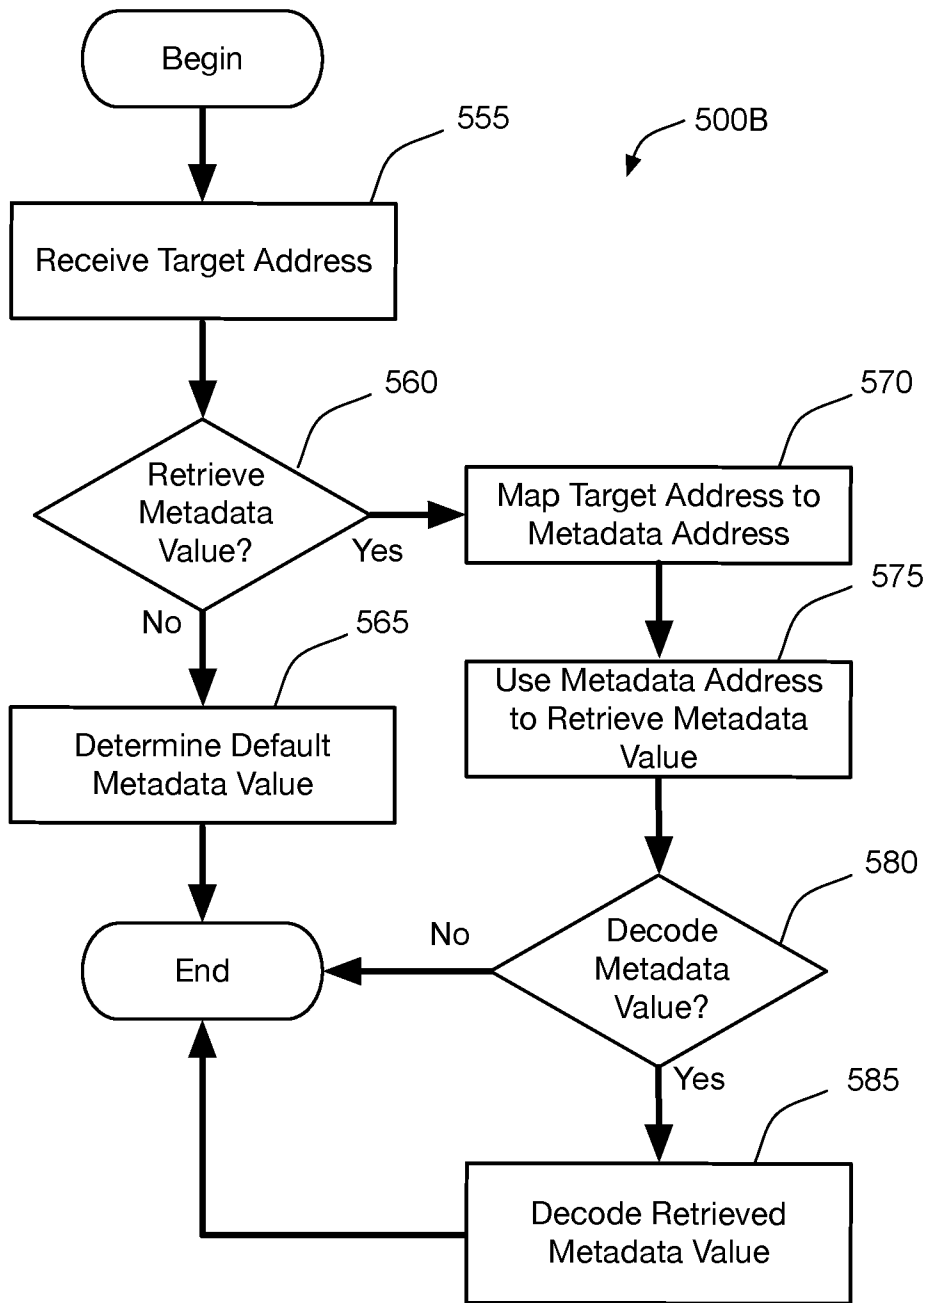 Begin
555
500B
Receive Target Address
560
570
Retrieve
Metadata
Value?
Yes
Map Target Address to
Metadata Address
No
565
575
Determine Default
Metadata Value
Use Metadata Address
to Retrieve Metadata
Value
580
End
No
Decode
Metadata
Value?
Yes
585
Decode Retrieved
Metadata Value